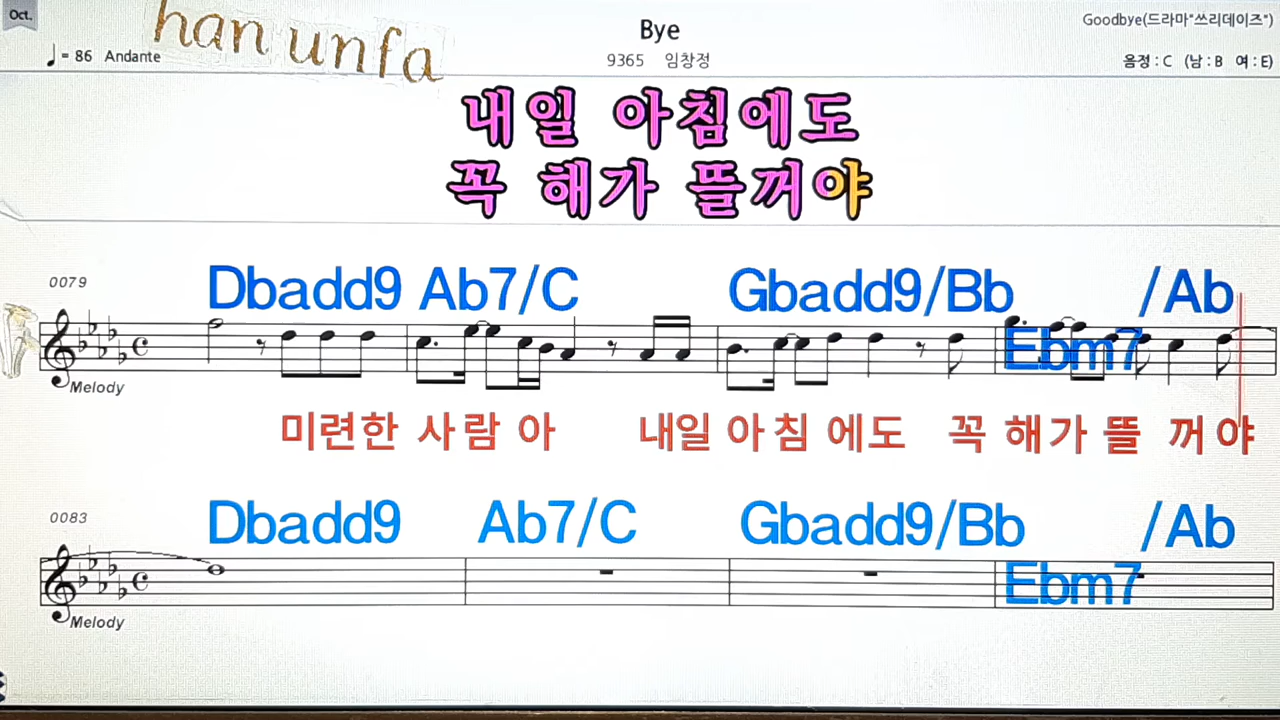 Oct.
han unfa
Bye
Goodbye(드라마"쓰리데이즈")
♩= 86 Andante
9365 임창정
음정 : C (남 : B 여 : E)
내일 아침에도
꼭 해가 뜰꺼야
0079
Dbadd9 Ab7/C Gbadd9/Bb /Ab
Ebm7
Melody
미련한 사람 아 내일 아침 에도 꼭 해가 뜰 꺼 야
0083
Dbadd9 Ab7/C Gbadd9/Bb /Ab
Ebm7
Melody